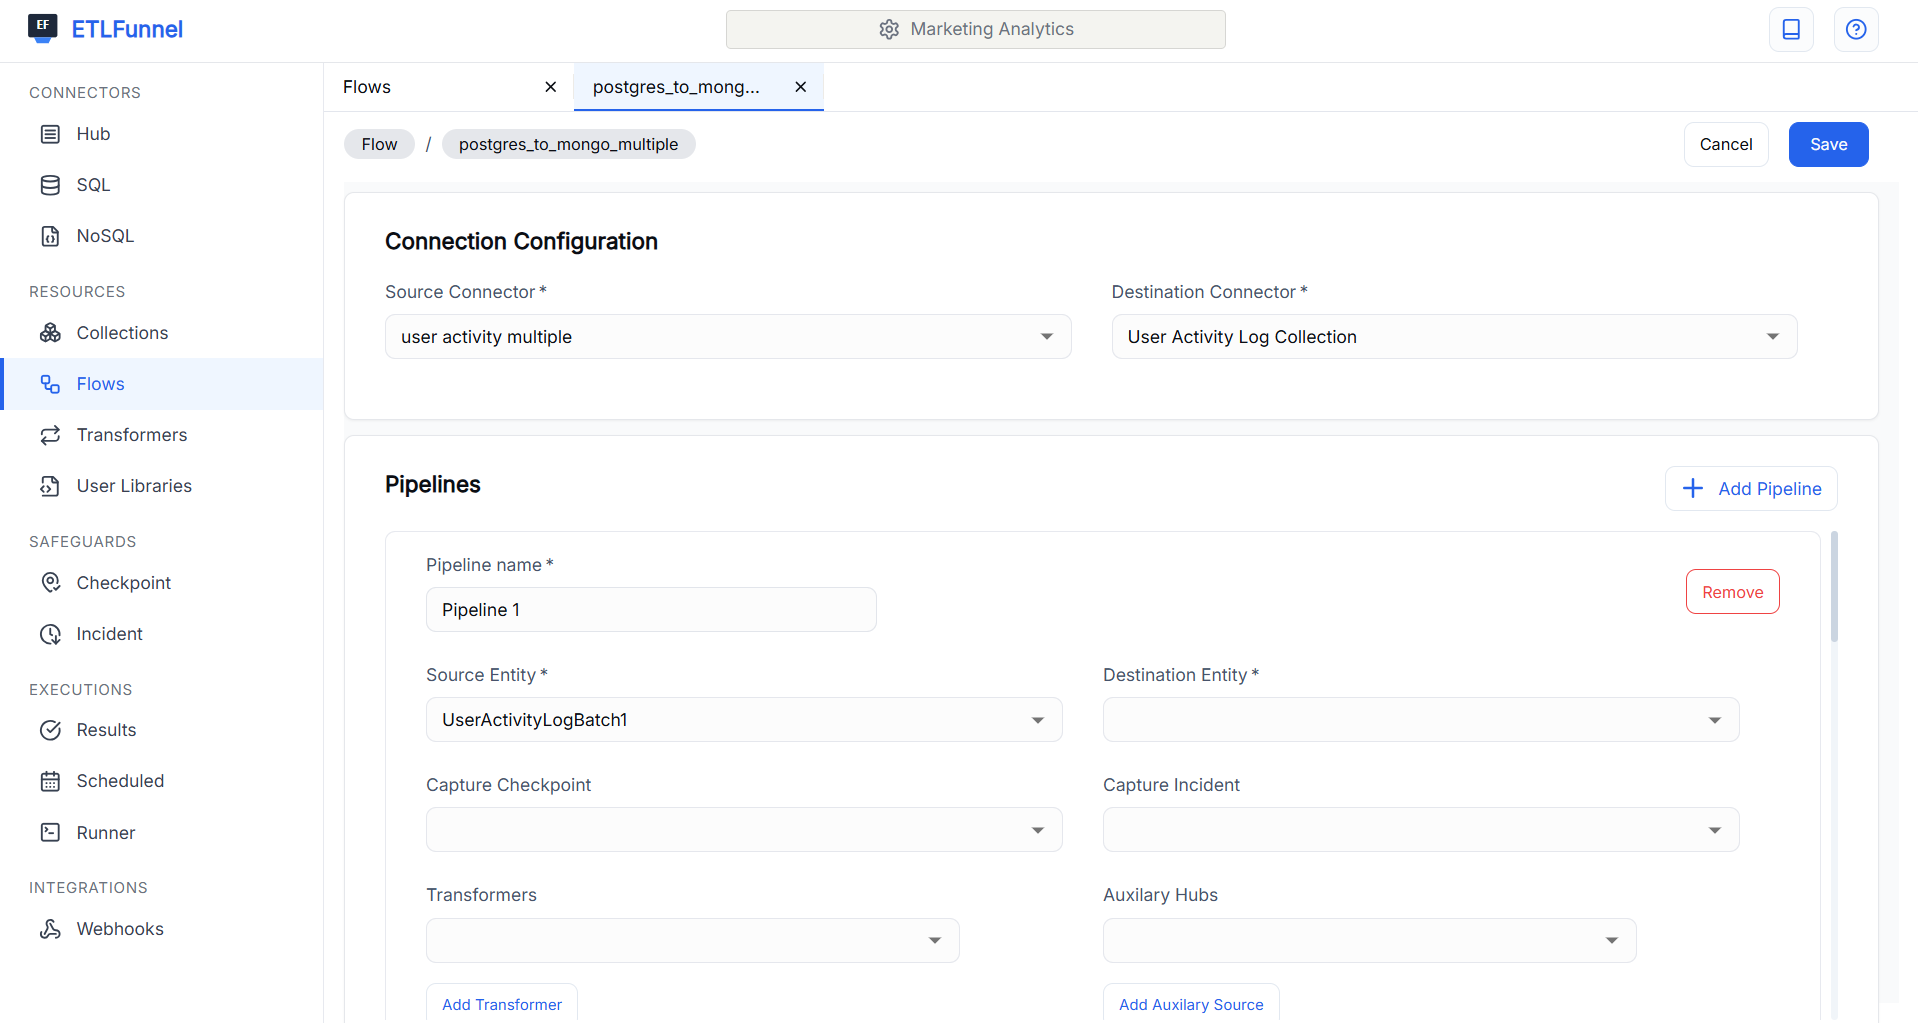 EF ETLFunnel
Marketing Analytics
CONNECTORS
Hub
SQL
NoSQL
RESOURCES
Collections
Flows
Transformers
User Libraries
SAFEGUARDS
Checkpoint
Incident
EXECUTIONS
Results
Scheduled
Runner
INTEGRATIONS
Webhooks
Flows
postgres_to_mong...
Flow / postgres_to_mongo_multiple
Cancel
Save
Connection Configuration
Source Connector *
Destination Connector *
user activity multiple
User Activity Log Collection
Pipelines
Add Pipeline
Pipeline name *
Pipeline 1
Remove
Source Entity *
Destination Entity *
UserActivityLogBatch1
Capture Checkpoint
Capture Incident
Transformers
Auxilary Hubs
Add Transformer
Add Auxilary Source